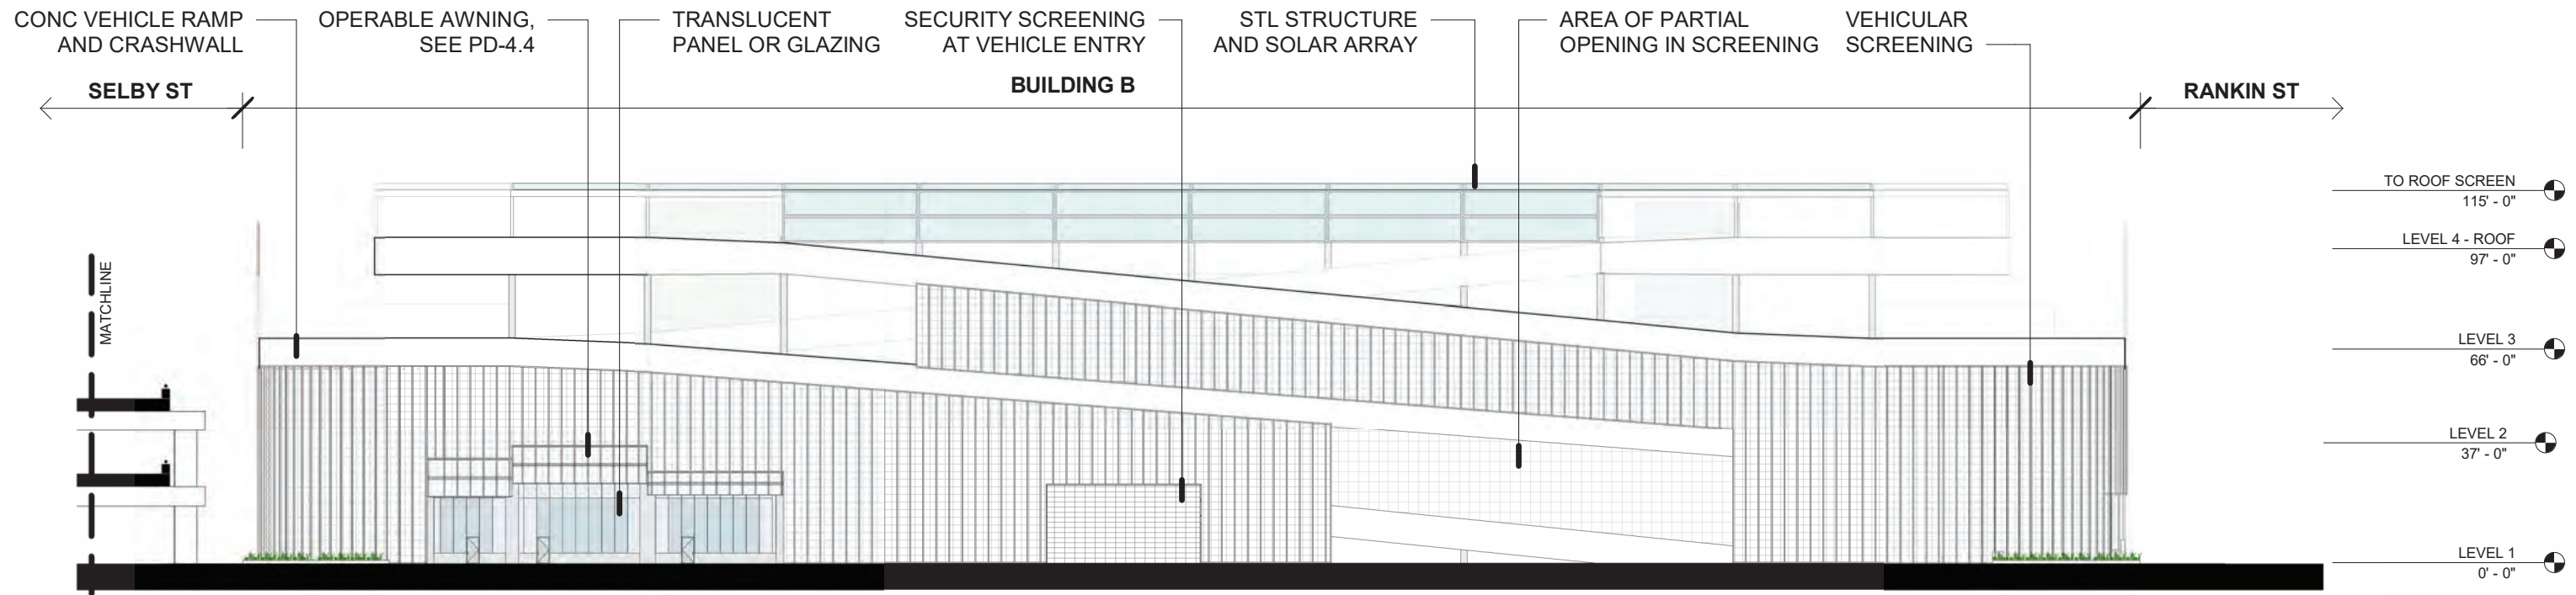 CONC VEHICLE RAMP
AND CRASHWALL
OPERABLE AWNING,
SEE PD-4.4
TRANSLUCENT
PANEL OR GLAZING
SECURITY SCREENING
AT VEHICLE ENTRY
STL STRUCTURE
AND SOLAR ARRAY
AREA OF PARTIAL
OPENING IN SCREENING
VEHICULAR
SCREENING
SELBY ST
BUILDING B
RANKIN ST
MATCHLINE
TO ROOF SCREEN
115' - 0"
LEVEL 4 - ROOF
97' - 0"
LEVEL 3
66' - 0"
LEVEL 2
37' - 0"
LEVEL 1
0' - 0"